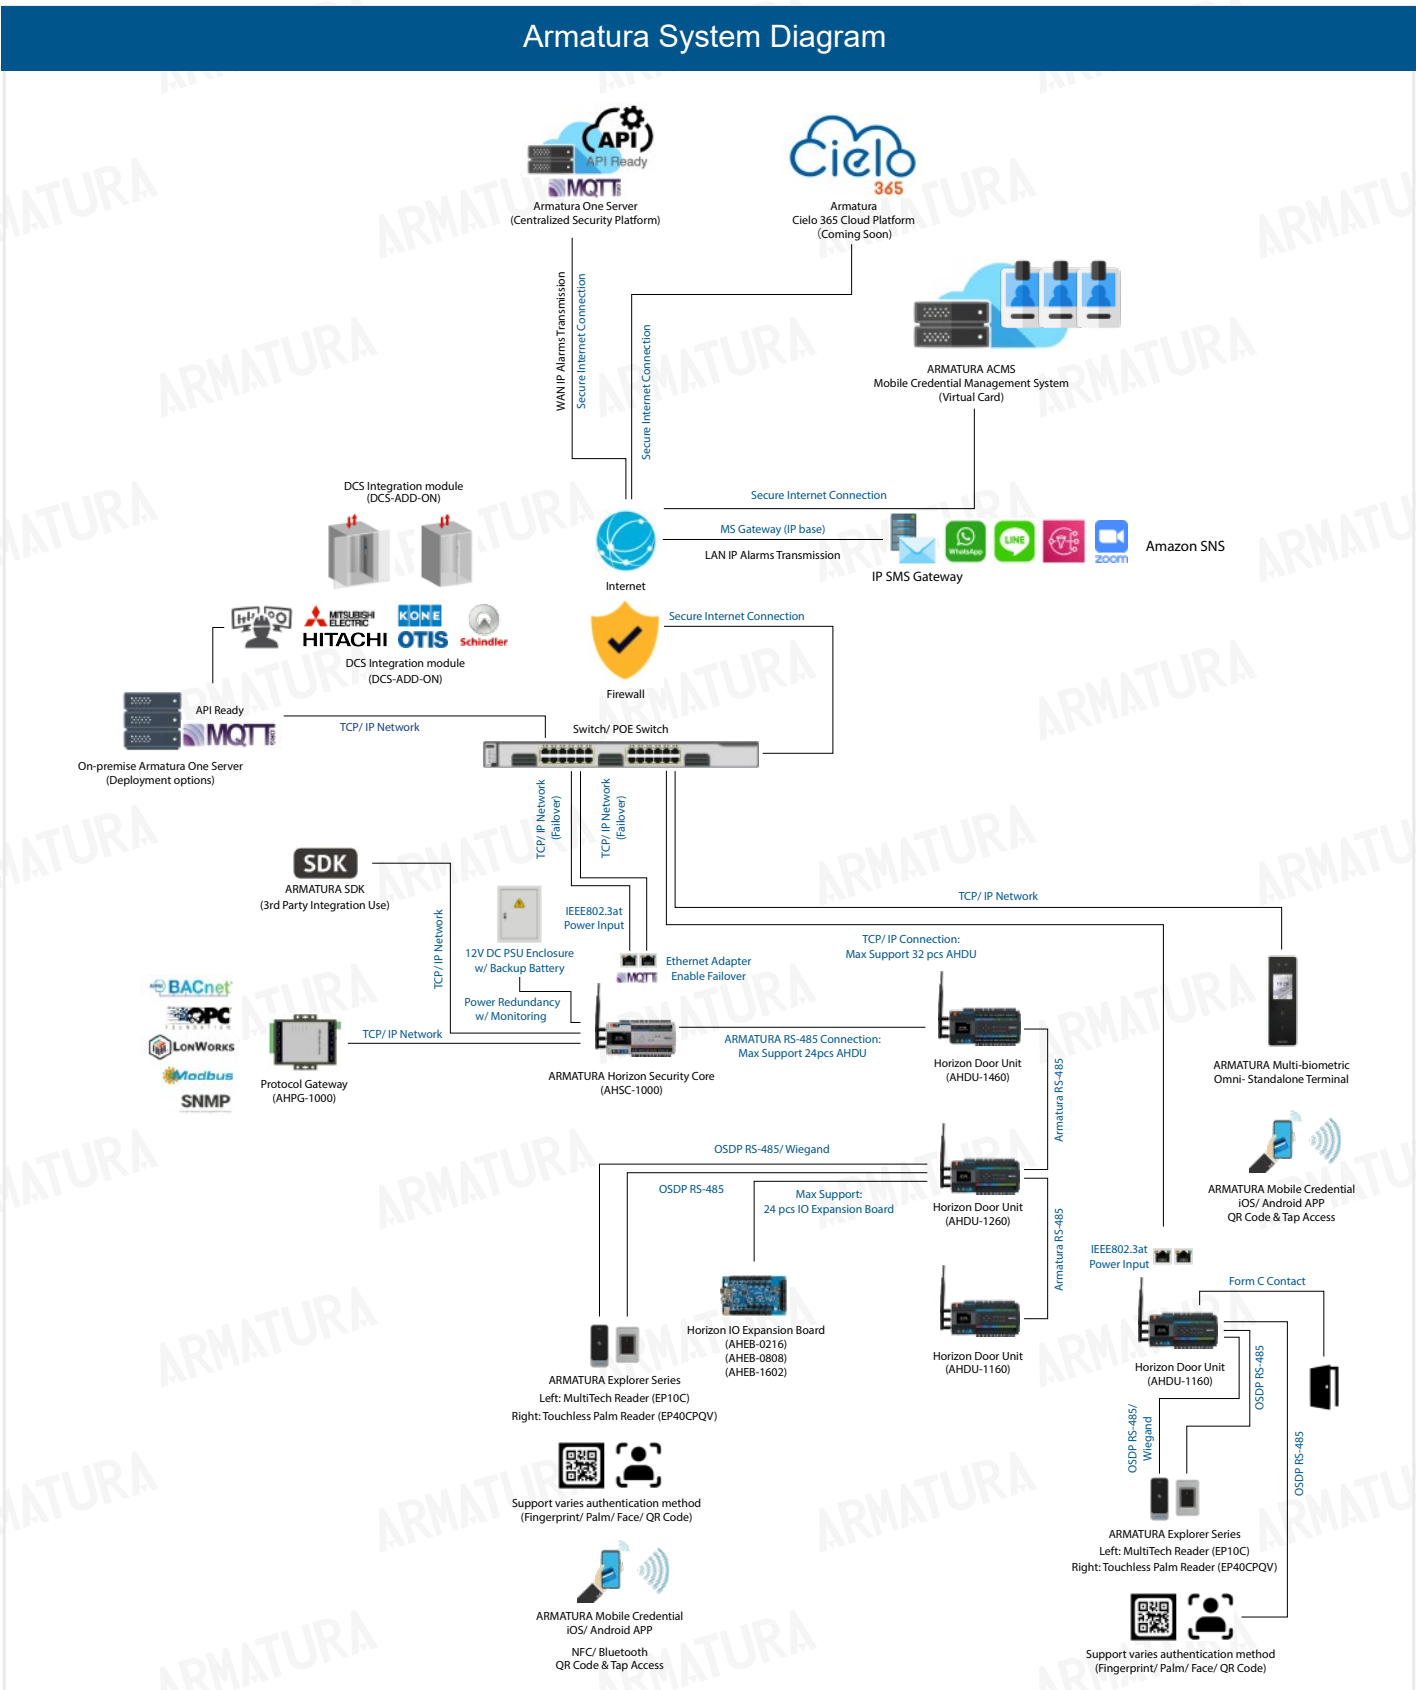 Armatura System Diagram
API
API Ready
MQTT
Armatura One Server
(Centralized Security Platform)
Cielo
365
Armatura
Cielo 365 Cloud Platform
(Coming Soon)
WAN IP Alarms Transmission
Secure Internet Connection
Secure Internet Connection
ARMATURA ACMS
Mobile Credential Management System
(Virtual Card)
Secure Internet Connection
MS Gateway (IP base)
LAN IP Alarms Transmission
Internet
IP SMS Gateway
WhatsApp
LINE
zoom
Amazon SNS
DCS Integration module
(DCS-ADD-ON)
MITSUBISHI
ELECTRIC
HITACHI
KONE
OTIS
Schindler
DCS Integration module
(DCS-ADD-ON)
Secure Internet Connection
Firewall
API Ready
MQTT
On-premise Armatura One Server
(Deployment options)
TCP/ IP Network
Switch/ POE Switch
TCP/ IP Network
(Failover)
TCP/ IP Network
(Failover)
SDK
ARMATURA SDK
(3rd Party Integration Use)
TCP/ IP Network
IEEE802.3at
Power Input
12V DC PSU Enclosure
w/ Backup Battery
Power Redundancy
w/ Monitoring
MQTT
Ethernet Adapter
Enable Failover
TCP/ IP Network
TCP/ IP Connection:
Max Support 32 pcs AHDU
BACnet
OPC
FOUNDATION
LONWORKS
Modbus
SNMP
TCP/ IP Network
Protocol Gateway
(AHPG-1000)
ARMATURA Horizon Security Core
(AHSC-1000)
ARMATURA RS-485 Connection:
Max Support 24pcs AHDU
Horizon Door Unit
(AHDU-1460)
Armatura RS-485
ARMATURA Multi-biometric
Omni- Standalone Terminal
OSDP RS-485/ Wiegand
OSDP RS-485
Max Support:
24 pcs IO Expansion Board
Horizon Door Unit
(AHDU-1260)
Armatura RS-485
ARMATURA Mobile Credential
iOS/ Android APP
QR Code & Tap Access
IEEE802.3at
Power Input
Form C Contact
Horizon IO Expansion Board
(AHEB-0216)
(AHEB-0808)
(AHEB-1602)
Horizon Door Unit
(AHDU-1160)
Horizon Door Unit
(AHDU-1160)
ARMATURA Explorer Series
Left: MultiTech Reader (EP10C)
Right: Touchless Palm Reader (EP40CPQV)
OSDP RS-485/
Wiegand
OSDP RS-485
OSDP RS-485
Support varies authentication method
(Fingerprint/ Palm/ Face/ QR Code)
ARMATURA Explorer Series
Left: MultiTech Reader (EP10C)
Right: Touchless Palm Reader (EP40CPQV)
ARMATURA Mobile Credential
iOS/ Android APP
NFC/ Bluetooth
QR Code & Tap Access
Support varies authentication method
(Fingerprint/ Palm/ Face/ QR Code)
ARMATURA